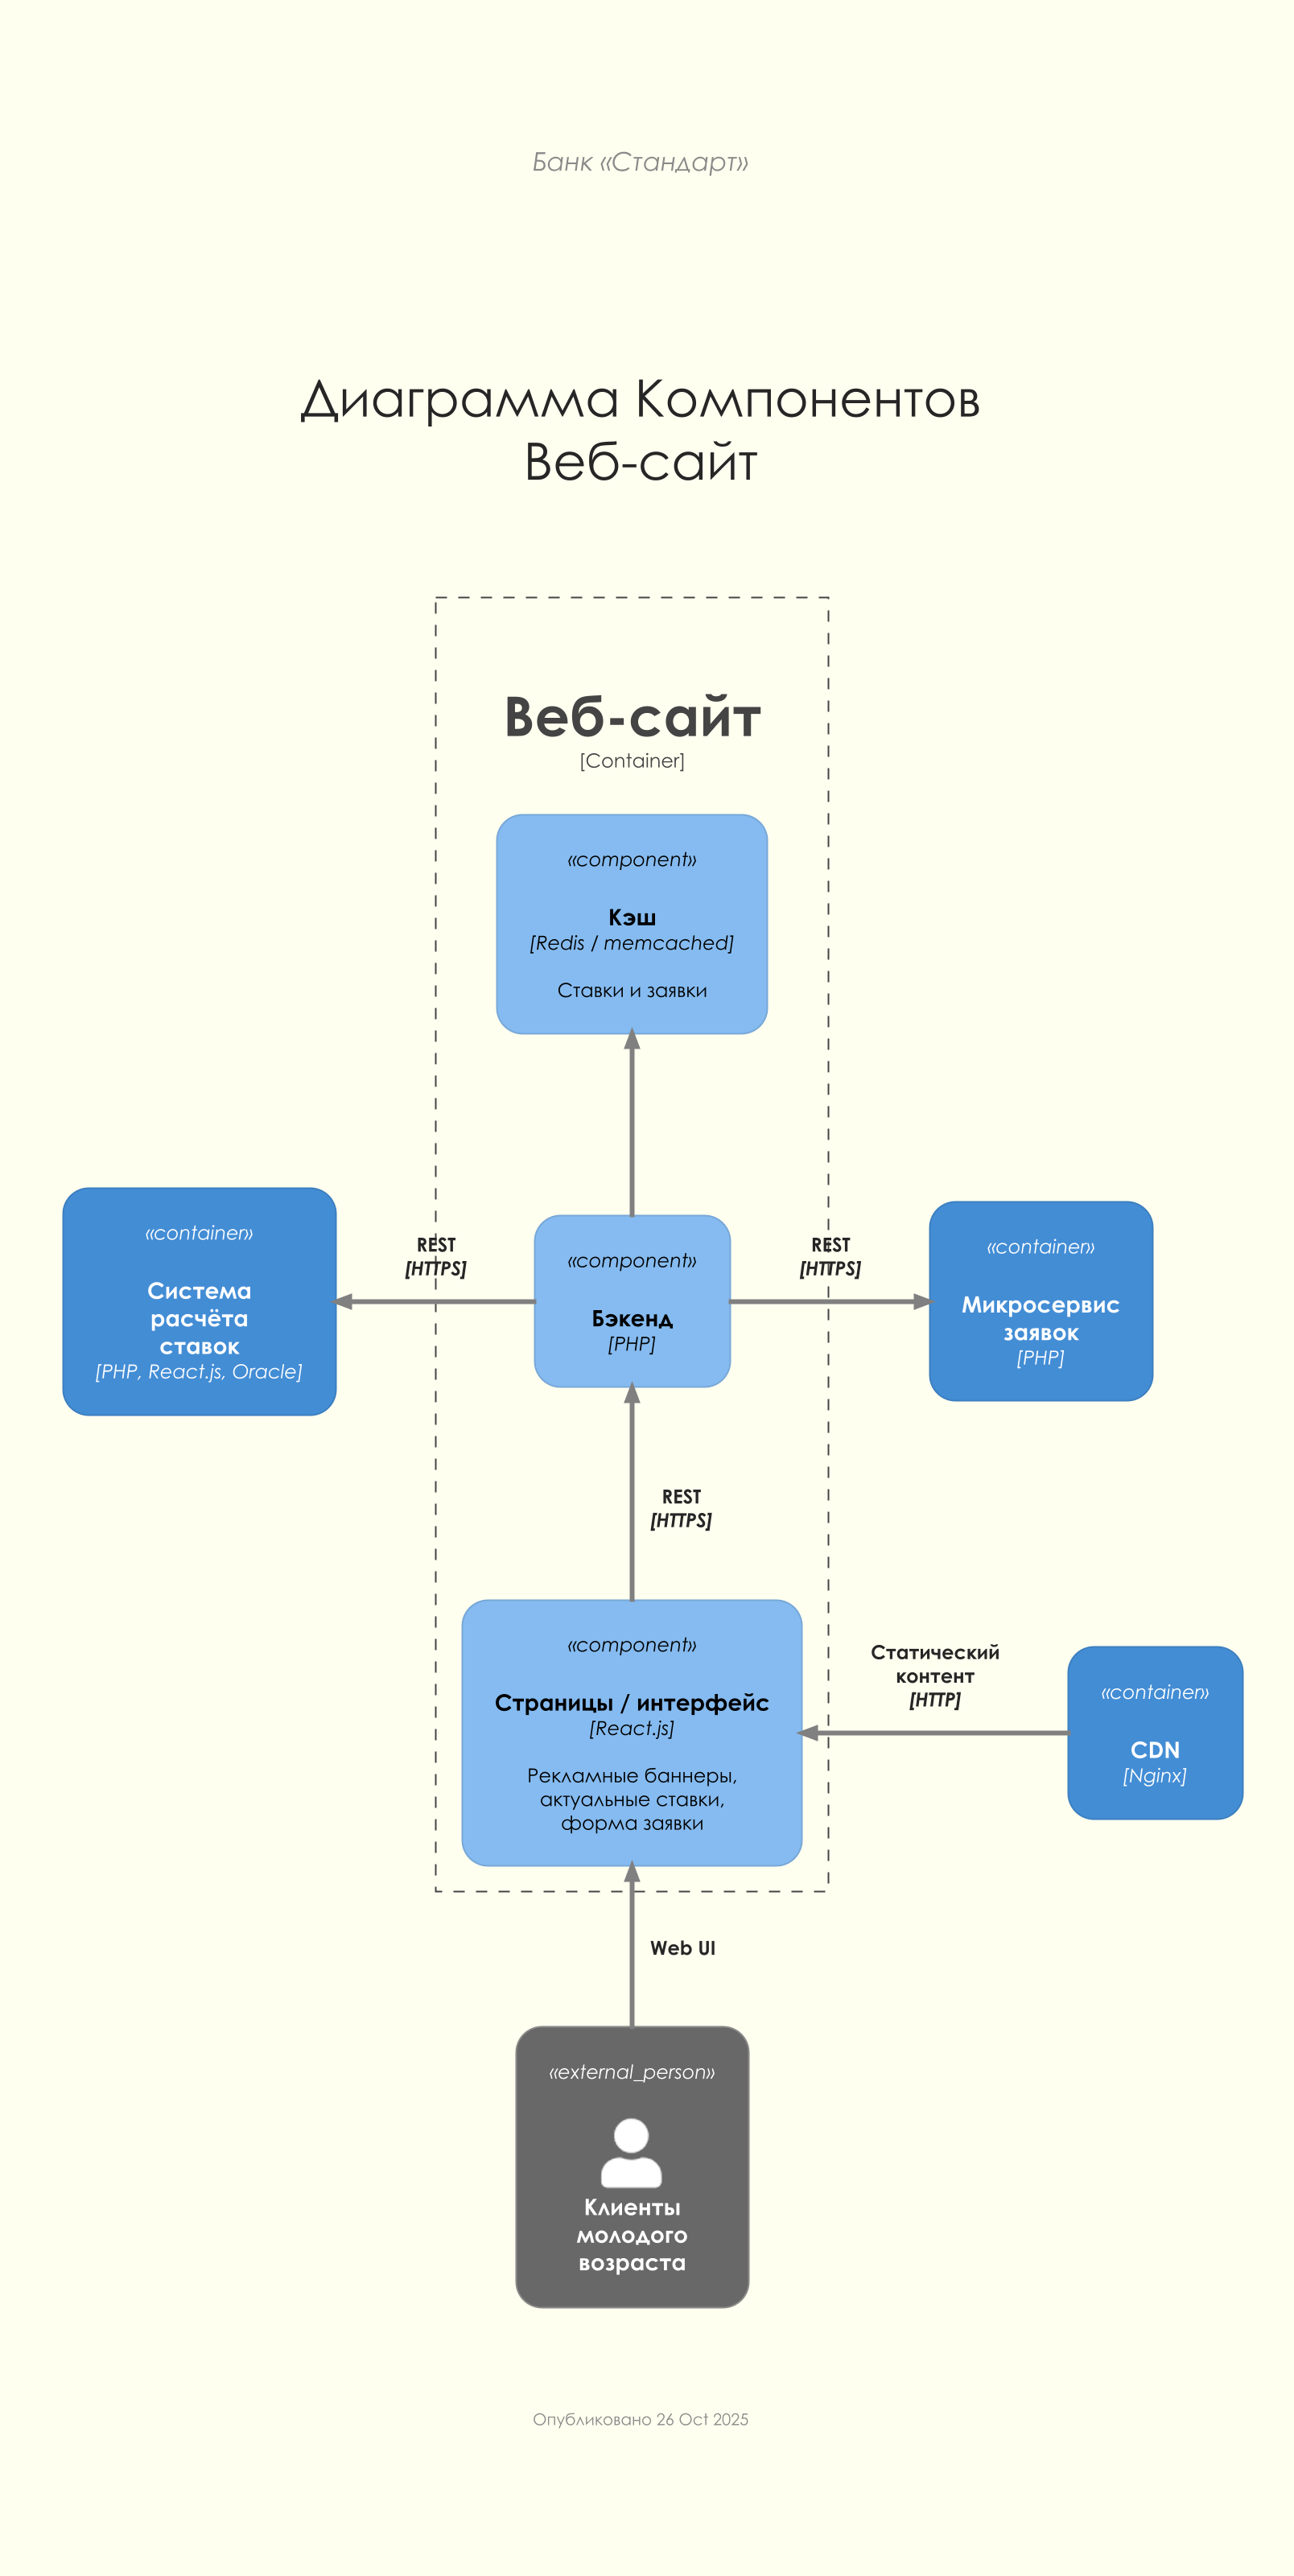 Банк «Стандарт»
Диаграмма Компонентов
Веб-сайт
Веб-сайт
[Container]
«component»
Кэш
[Redis / memcached]
Ставки и заявки
«container»
Система
расчёта
ставок
[PHP, React.js, Oracle]
REST
[HTTPS]
«component»
Бэкенд
[PHP]
REST
[HTTPS]
«container»
Микросервис
заявок
[PHP]
REST
[HTTPS]
«component»
Страницы / интерфейс
[React.js]
Рекламные баннеры,
актуальные ставки,
форма заявки
Статический
контент
[HTTP]
«container»
CDN
[Nginx]
Web UI
«external_person»
Клиенты
молодого
возраста
Опубликовано 26 Oct 2025